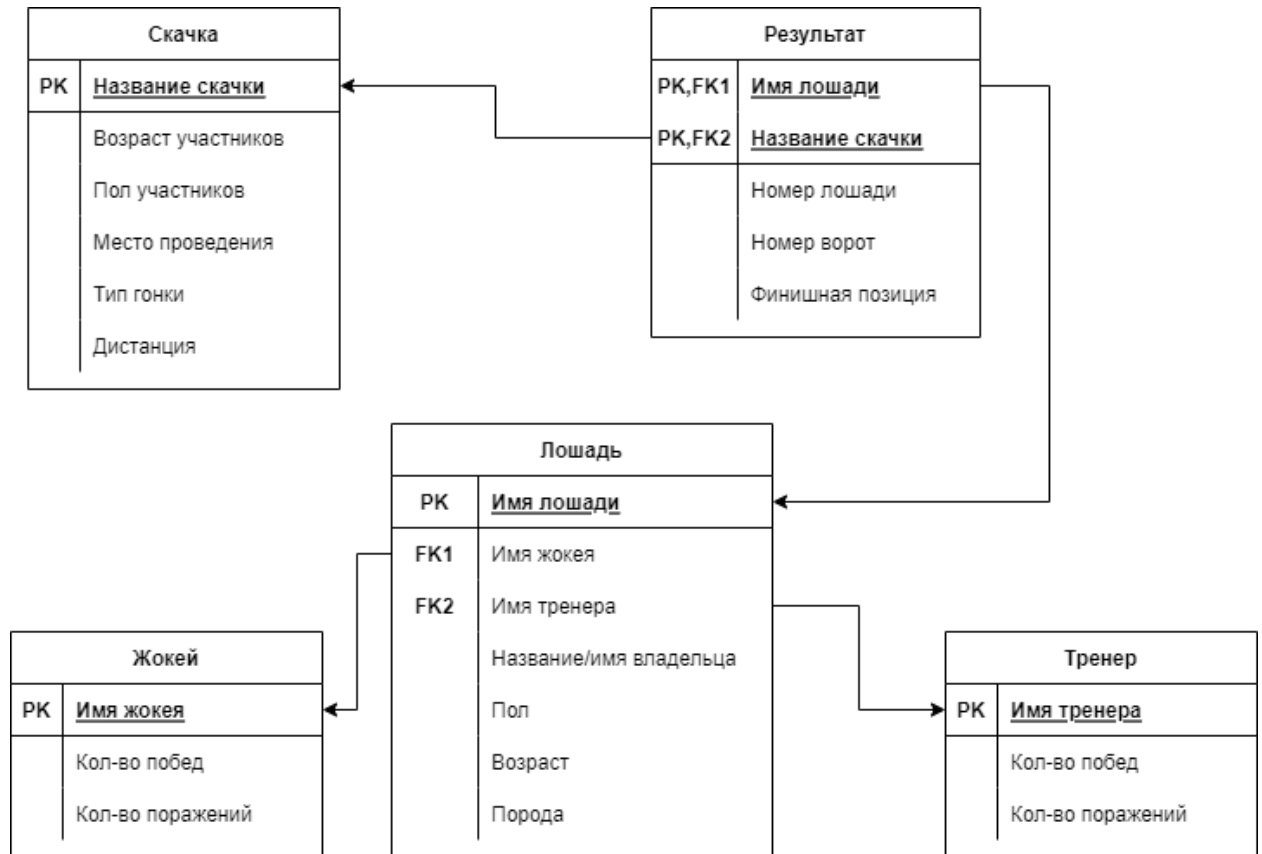 Скачка
PK Название скачки
Возраст участников
Пол участников
Место проведения
Тип гонки
Дистанция
Результат
PK,FK1 Имя лошади
PK,FK2 Название скачки
Номер лошади
Номер ворот
Финишная позиция
Лошадь
PK Имя лошади
FK1 Имя жокея
FK2 Имя тренера
Название/имя владельца
Пол
Возраст
Порода
Жокей
PK Имя жокея
Кол-во побед
Кол-во поражений
Тренер
PK Имя тренера
Кол-во побед
Кол-во поражений